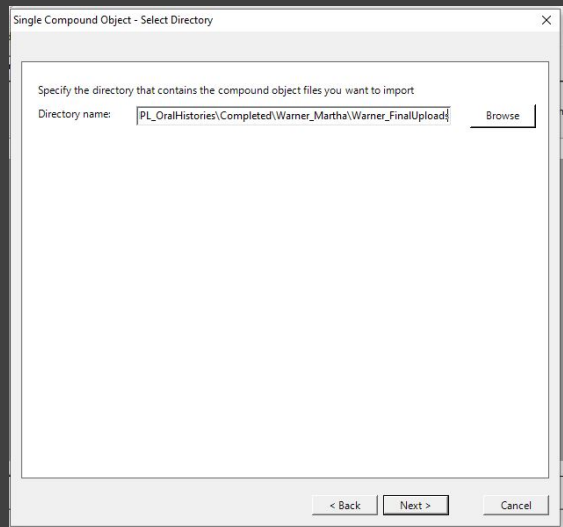 Single Compound Object - Select Directory
Specify the directory that contains the compound object files you want to import
Directory name: PL_OralHistories\Completed\Warner_Martha\Warner_FinalUploads Browse
< Back Next > Cancel